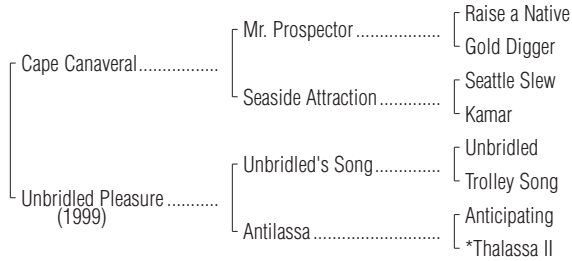 Raise a Native
Mr. Prospector ..................
Gold Digger
Cape Canaveral.................
Seattle Slew
Seaside Attraction .............
Kamar
Unbridled
Unbridled's Song..............
Trolley Song
Unbridled Pleasure ...........
(1999)
Anticipating
Antilassa ...........................
*Thalassa II